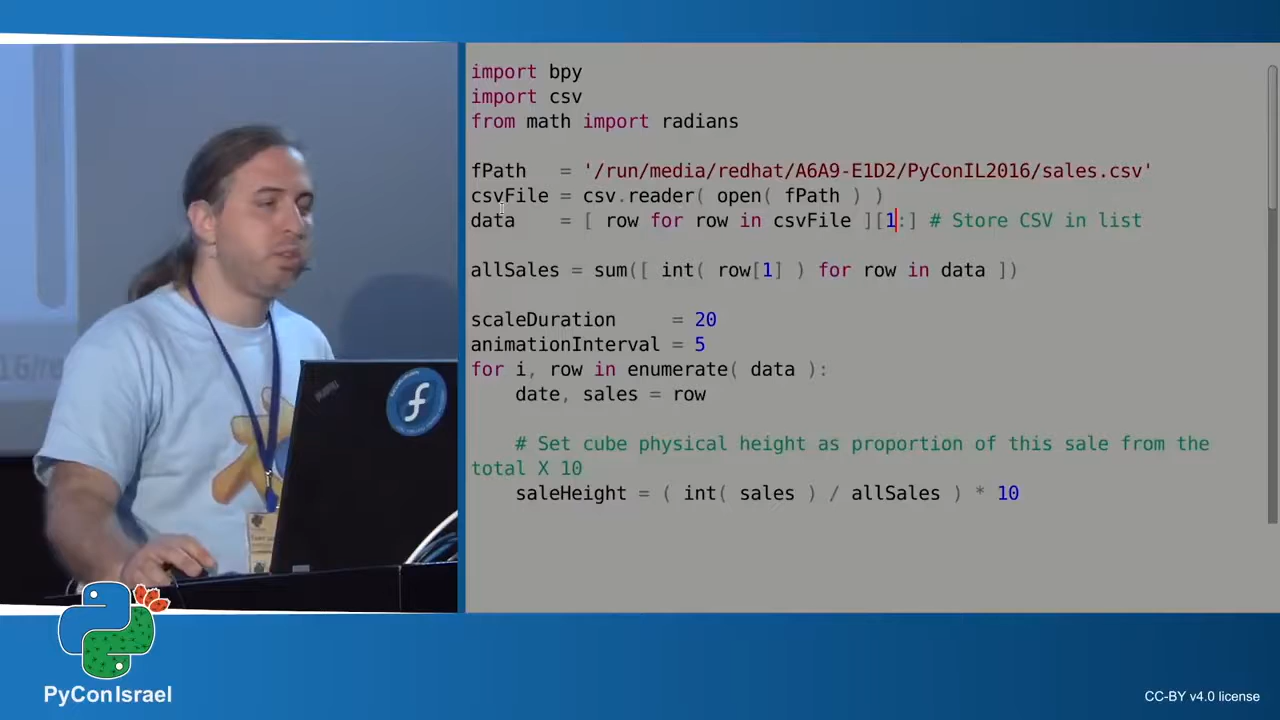 import bpy
import csv
from math import radians
fPath = '/run/media/redhat/A6A9-E1D2/PyConIL2016/sales.csv'
csvFile = csv.reader( open( fPath ) )
data = [ row for row in csvFile ][1:] # Store CSV in list
allSales = sum([ int( row[1] ) for row in data ])
scaleDuration = 20
animationInterval = 5
for i, row in enumerate( data ):
date, sales = row
# Set cube physical height as proportion of this sale from the
total X 10
saleHeight = ( int( sales ) / allSales ) * 10
PyConIsrael
CC-BY v4.0 license